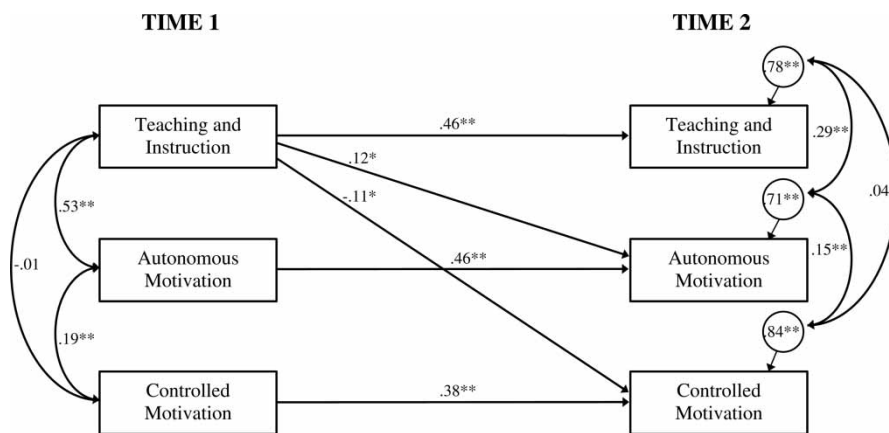 TIME 1
TIME 2
.78**
Teaching and
Instruction
.46**
Teaching and
Instruction
.29**
.12*
-.11*
.04
.53**
.71**
-.01
Autonomous
Motivation
.46**
Autonomous
Motivation
.15**
.19**
.84**
Controlled
Motivation
.38**
Controlled
Motivation